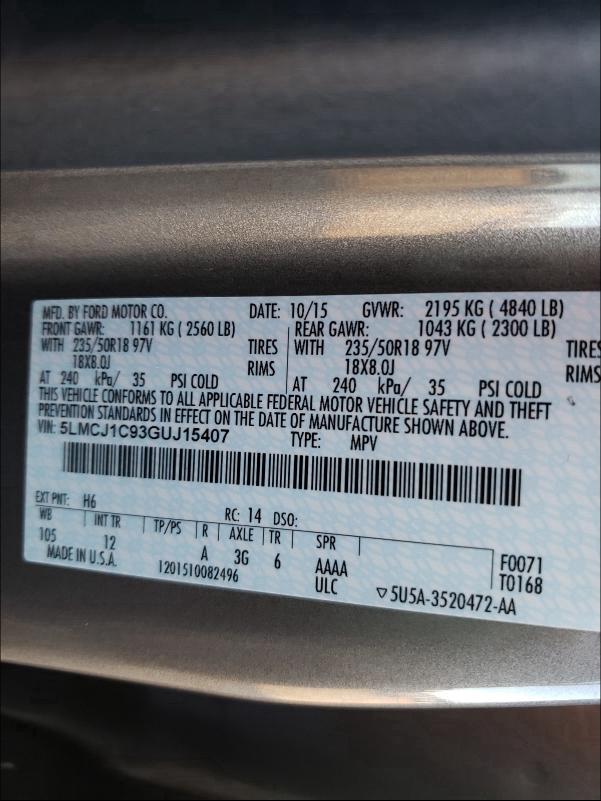 MFD. BY FORD MOTOR CO. DATE: 10/15 GVWR: 2195 KG ( 4840 LB)
FRONT GAWR: 1161 KG ( 2560 LB) REAR GAWR: 1043 KG ( 2300 LB)
WITH 235/50R18 97V TIRES WITH 235/50R18 97V TIRES
18X8.0J RIMS 18X8.0J RIMS
AT 240 kPa/ 35 PSI COLD AT 240 kPa/ 35 PSI COLD
THIS VEHICLE CONFORMS TO ALL APPLICABLE FEDERAL MOTOR VEHICLE SAFETY AND THEFT
PREVENTION STANDARDS IN EFFECT ON THE DATE OF MANUFACTURE SHOWN ABOVE.
VIN: 5LMCJ1C93GUJ15407 TYPE: MPV
EXT PNT: H6 RC: 14 DSO:
WB INT TR TP/PS R AXLE TR SPR
105 12 A 3G 6 AAAA F0071
MADE IN U.S.A. 1201510082496 ULC T0168
▽5U5A-3520472-AA